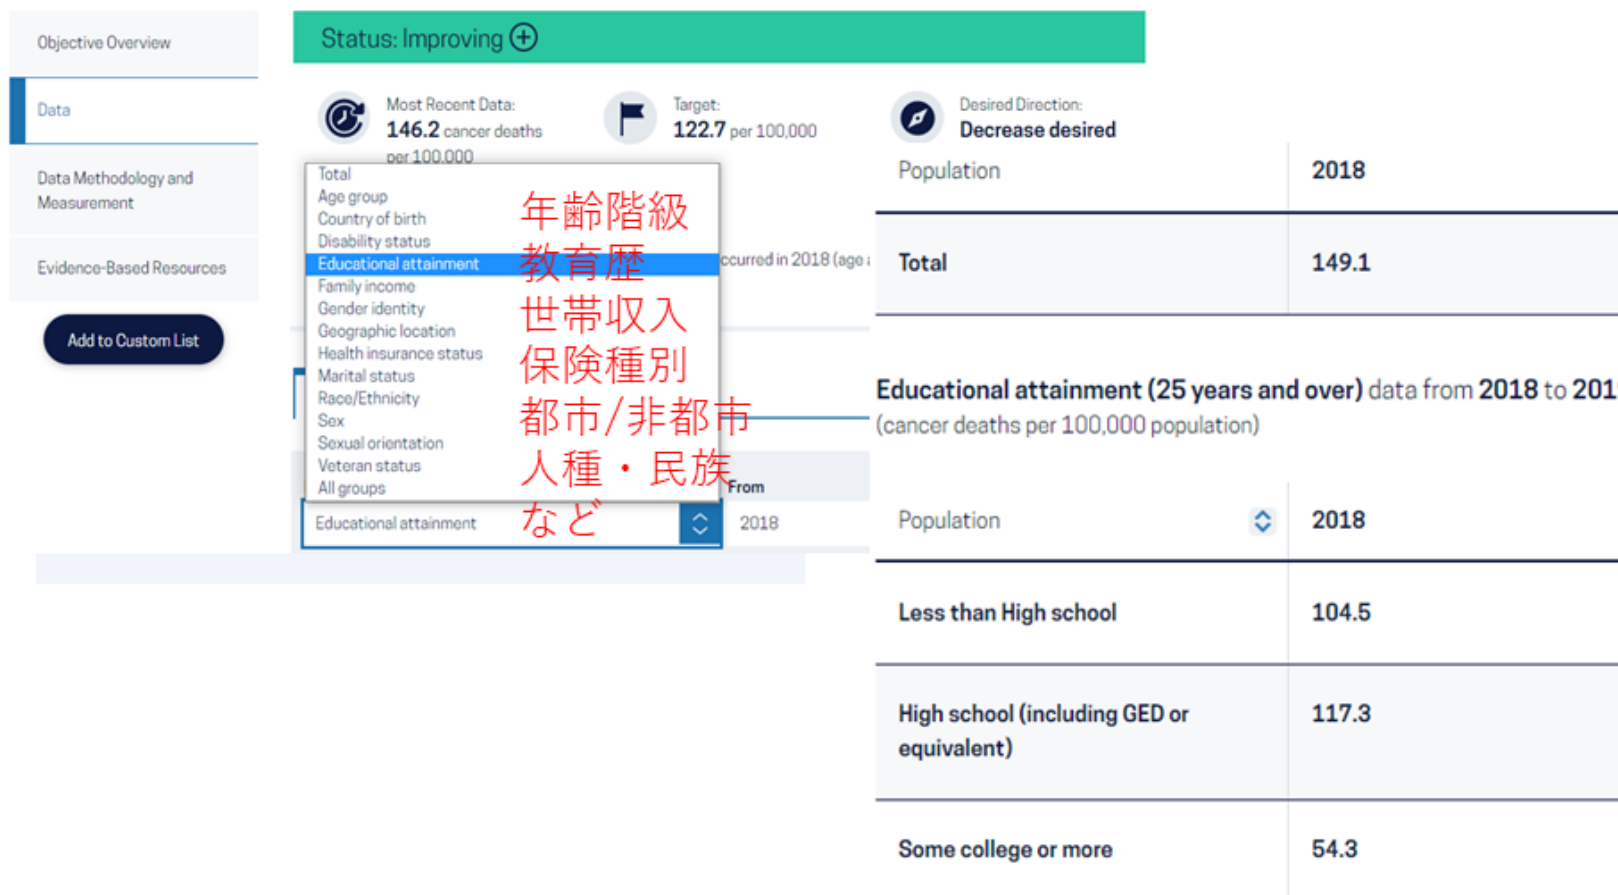 Objective Overview
Data
Data Methodology and
Measurement
Evidence-Based Resources
Add to Custom List
Status: Improving
Most Recent Data:
146.2 cancer deaths
per 100,000
Target:
122.7 per 100,000
Desired Direction:
Decrease desired
Total
Age group
Country of birth
Disability status
Educational attainment
Family income
Gender identity
Geographic location
Health insurance status
Marital status
Race/Ethnicity
Sex
Sexual orientation
Veteran status
All groups
年齢階級
教育歴
世帯収入
保険種別
都市/非都市
人種・民族
など
occurred in 2018 (age
Educational attainment
From
2018
Population 2018
Total 149.1
Educational attainment (25 years and over) data from 2018 to 201
(cancer deaths per 100,000 population)
Population 2018
Less than High school 104.5
High school (including GED or 117.3
equivalent)
Some college or more 54.3